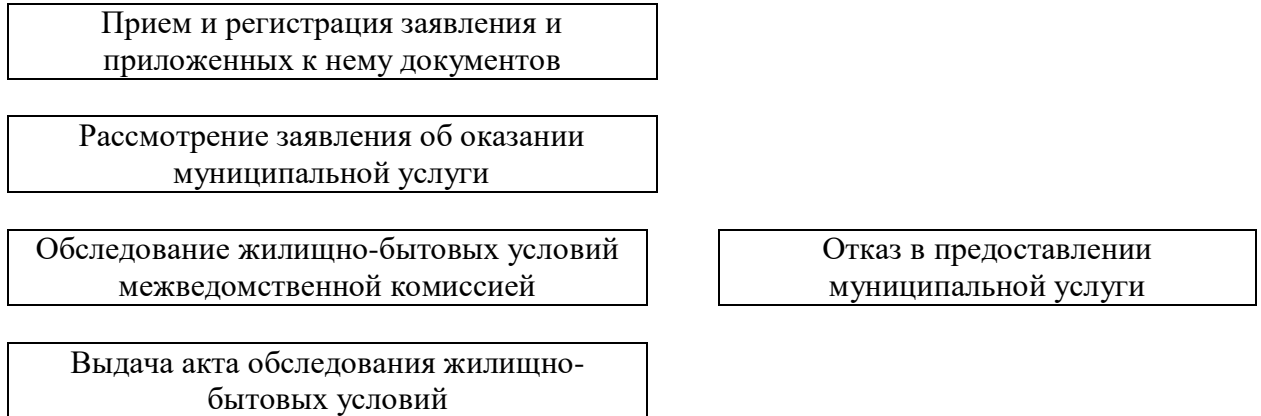 Прием и регистрация заявления и
приложенных к нему документов
Рассмотрение заявления об оказании
муниципальной услуги
Обследование жилищно-бытовых условий
межведомственной комиссией
Отказ в предоставлении
муниципальной услуги
Выдача акта обследования жилищно-
бытовых условий